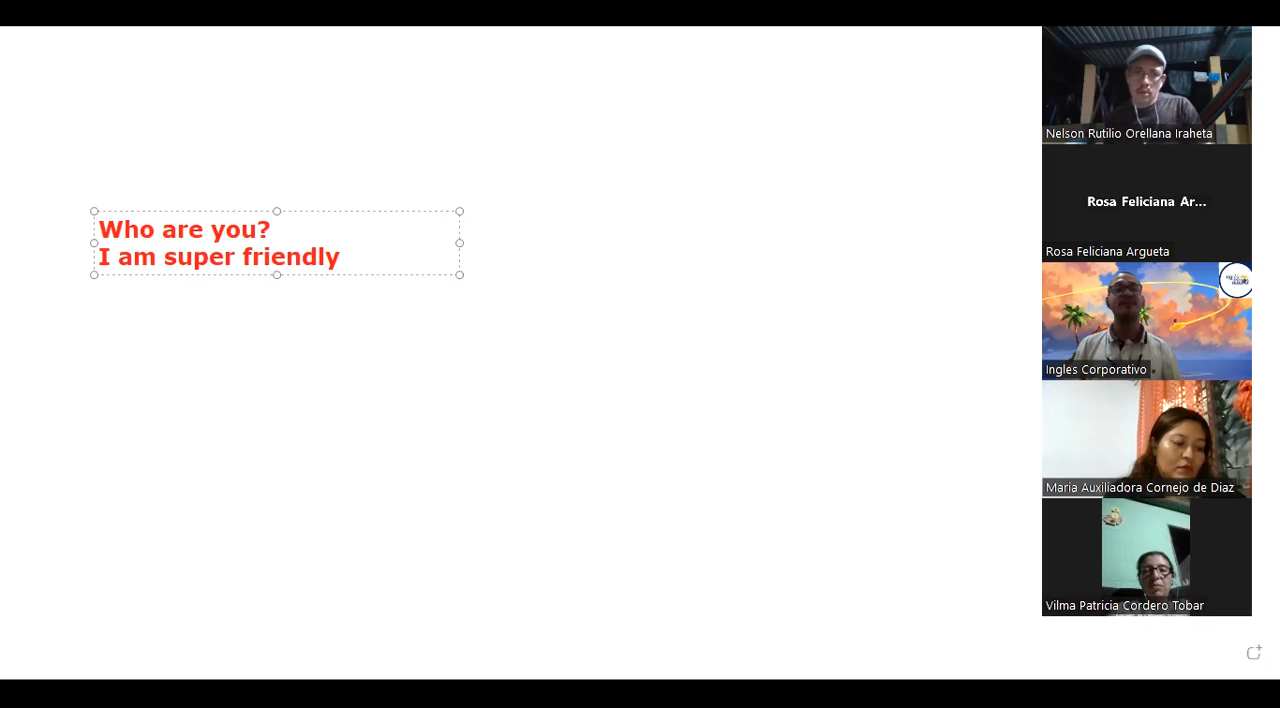 Who are you?
I am super friendly
Nelson Rutilio Orellana Iraheta
Rosa Feliciana Ar...
Rosa Feliciana Argueta
Ingles Corporativo
Maria Auxiliadora Cornejo de Diaz
Vilma Patricia Cordero Tobar